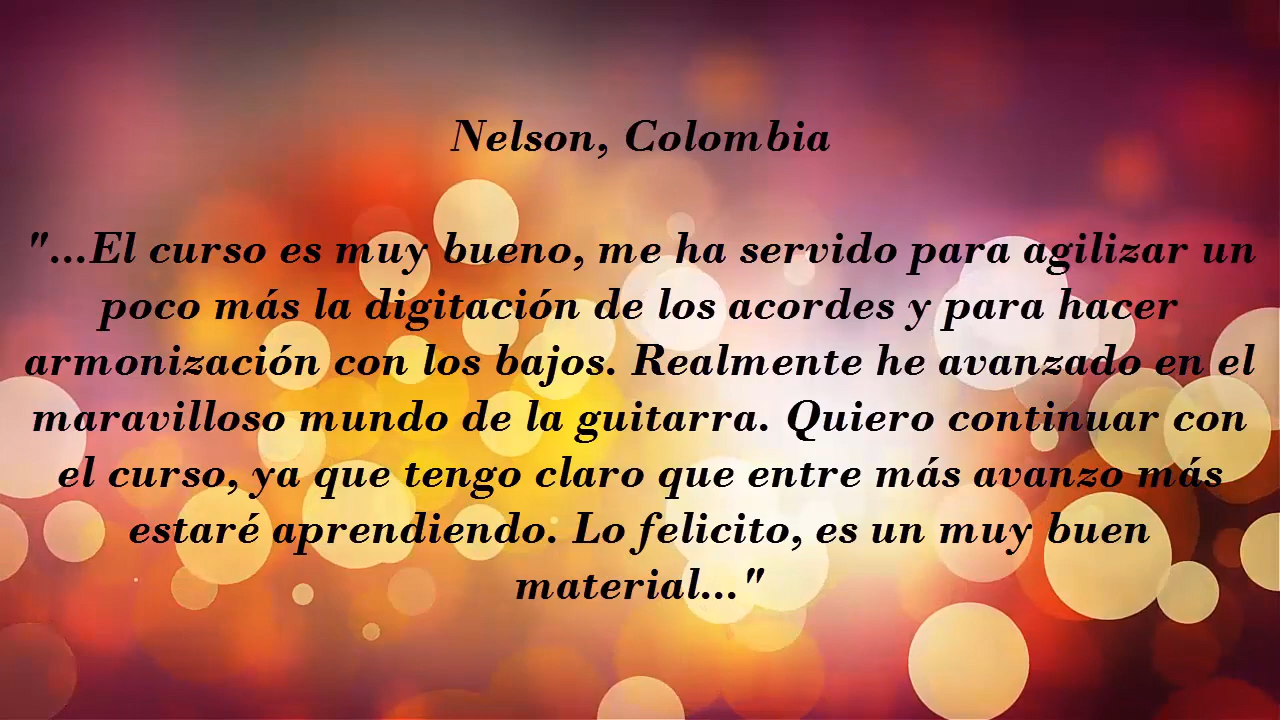 Nelson, Colombia
"...El curso es muy bueno, me ha servido para agilizar un
poco más la digitación de los acordes y para hacer
armonización con los bajos. Realmente he avanzado en el
maravilloso mundo de la guitarra. Quiero continuar con
el curso, ya que tengo claro que entre más avanzo más
estaré aprendiendo. Lo felicito, es un muy buen
material..."